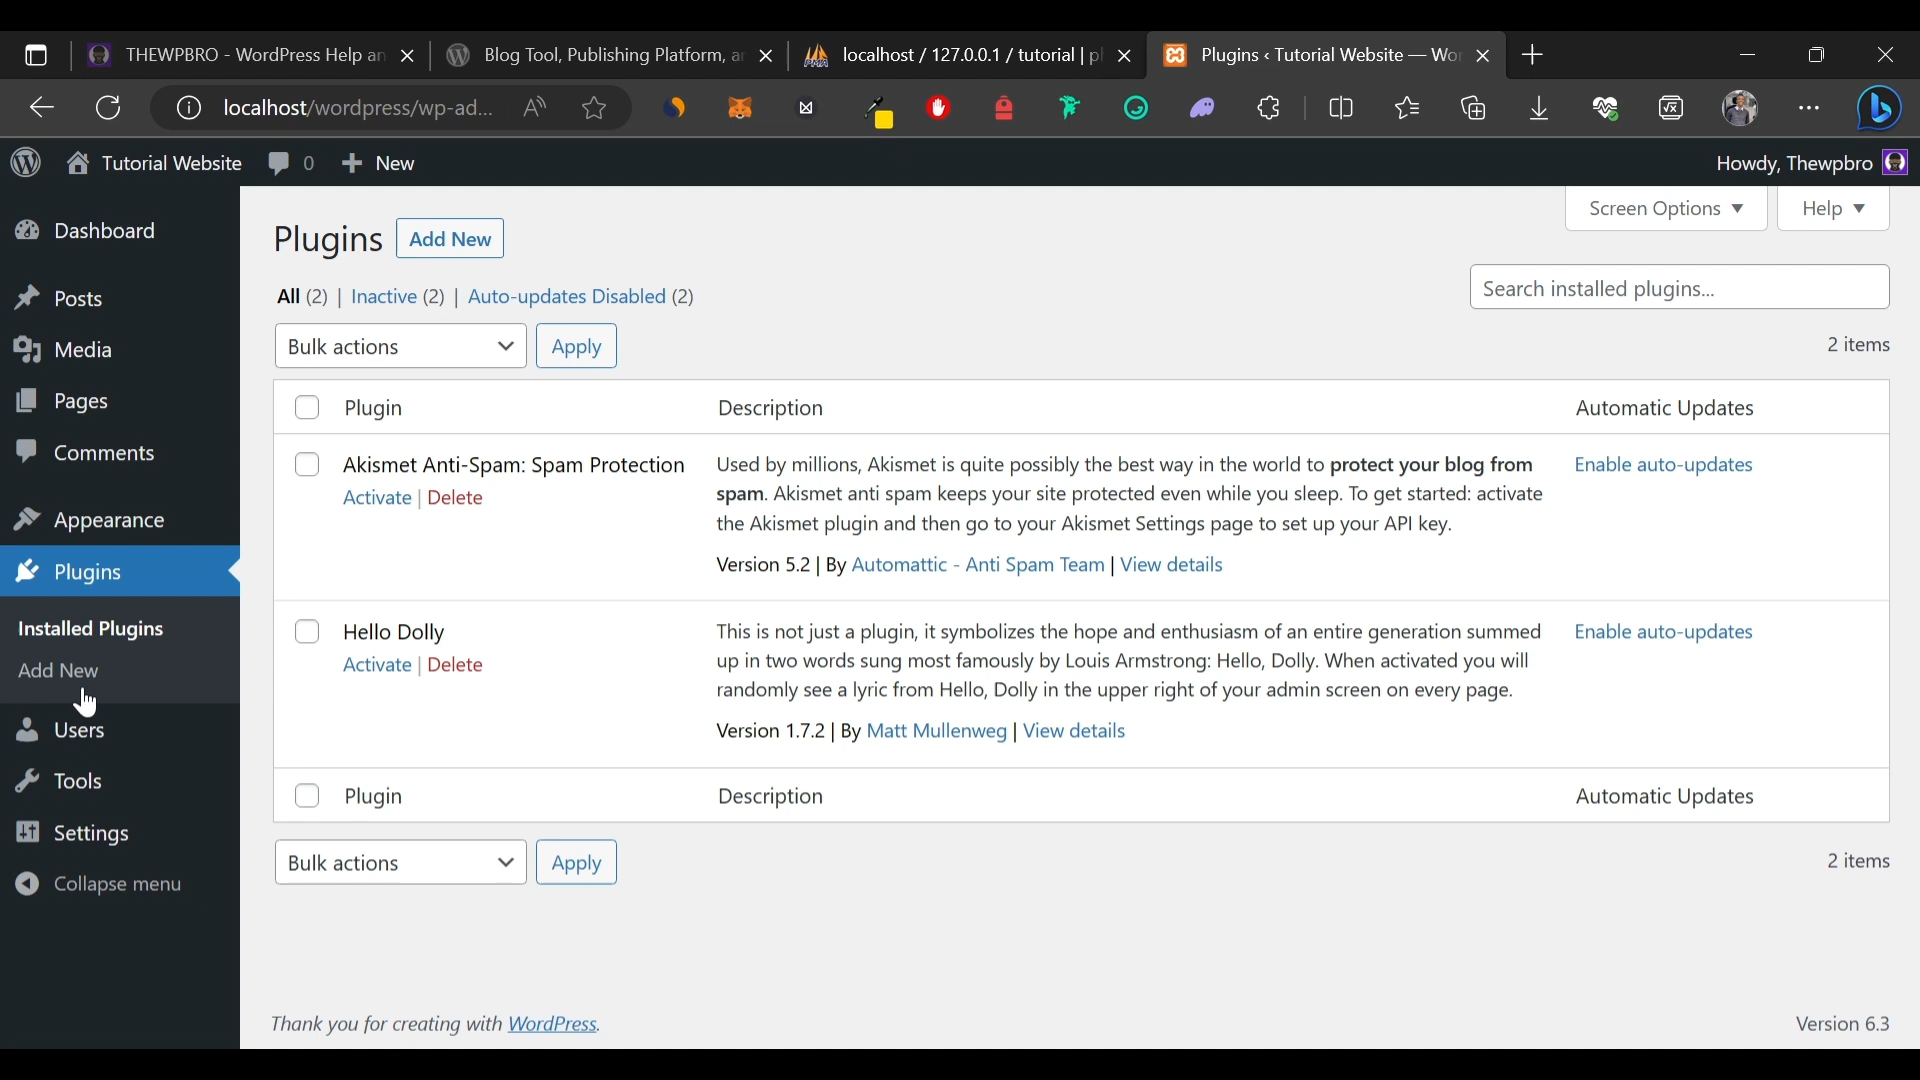 THEWPBRO - WordPress Help an
Blog Tool, Publishing Platform, a
localhost / 127.0.0.1 / tutorial | p
Plugins ‹ Tutorial Website — Wo
localhost/wordpress/wp-ad...
Tutorial Website
0
New
Howdy, Thewpbro
Dashboard
Posts
Media
Pages
Comments
Appearance
Plugins
Installed Plugins
Add New
Users
Tools
Settings
Collapse menu
Screen Options
Help
Plugins
Add New
All (2) | Inactive (2) | Auto-updates Disabled (2)
Search installed plugins...
Bulk actions
Apply
2 items
Plugin
Description
Automatic Updates
Akismet Anti-Spam: Spam Protection
Activate | Delete
Used by millions, Akismet is quite possibly the best way in the world to protect your blog from
spam. Akismet anti spam keeps your site protected even while you sleep. To get started: activate
the Akismet plugin and then go to your Akismet Settings page to set up your API key.
Version 5.2 | By Automattic - Anti Spam Team | View details
Enable auto-updates
Hello Dolly
Activate | Delete
This is not just a plugin, it symbolizes the hope and enthusiasm of an entire generation summed
up in two words sung most famously by Louis Armstrong: Hello, Dolly. When activated you will
randomly see a lyric from Hello, Dolly in the upper right of your admin screen on every page.
Version 1.7.2 | By Matt Mullenweg | View details
Enable auto-updates
Plugin
Description
Automatic Updates
Bulk actions
Apply
2 items
Thank you for creating with WordPress.
Version 6.3